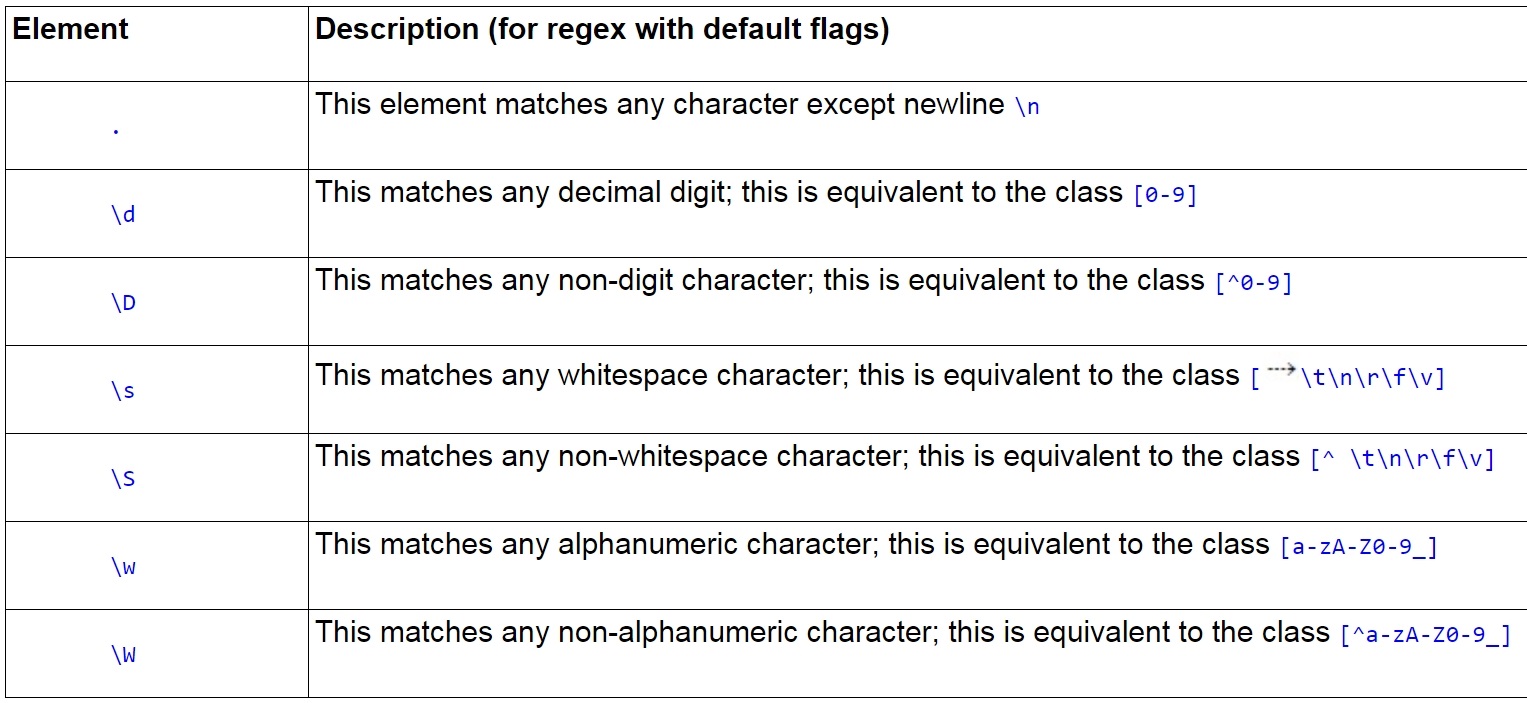 Element Description (for regex with default flags)
. This element matches any character except newline \n
\d This matches any decimal digit; this is equivalent to the class [0-9]
\D This matches any non-digit character; this is equivalent to the class [^0-9]
\s This matches any whitespace character; this is equivalent to the class [ ⇢\t\n\r\f\v]
\S This matches any non-whitespace character; this is equivalent to the class [^ \t\n\r\f\v]
\w This matches any alphanumeric character; this is equivalent to the class [a-zA-Z0-9_]
\W This matches any non-alphanumeric character; this is equivalent to the class [^a-zA-Z0-9_]